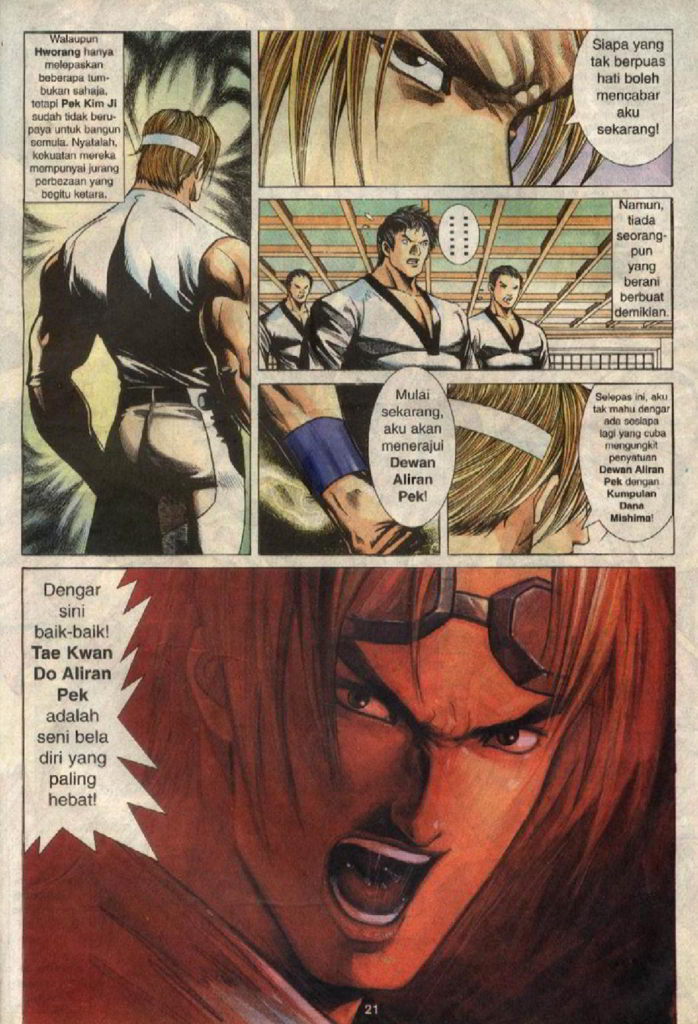 Walaupun
Hworang hanya
melepaskan
beberapa tum-
bukan sahaja,
tetapi Pek Kim Ji
sudah tidak beru-
paya untuk bangun
semula. Nyatalah,
kekuatan mereka
mempunyai jurang
perbezaan yang
begitu ketara.
Siapa yang
tak berpuas
hati boleh
mencabar
aku
sekarang!
Namun,
tiada
seorang-
pun
yang
berani
berbuat
demikian.
Mulai
sekarang,
aku akan
menerajui
Dewan
Aliran
Pek!
Selepas ini, aku
tak mahu dengar
ada sesiapa
lagi yang cuba
mengungkit
penyatuan
Dewan Aliran
Pek dengan
Kumpulan
Dana
Mishima!
Dengar
sini
baik-baik!
Tae Kwan
Do Aliran
Pek
adalah
seni bela
diri yang
paling
hebat!
21